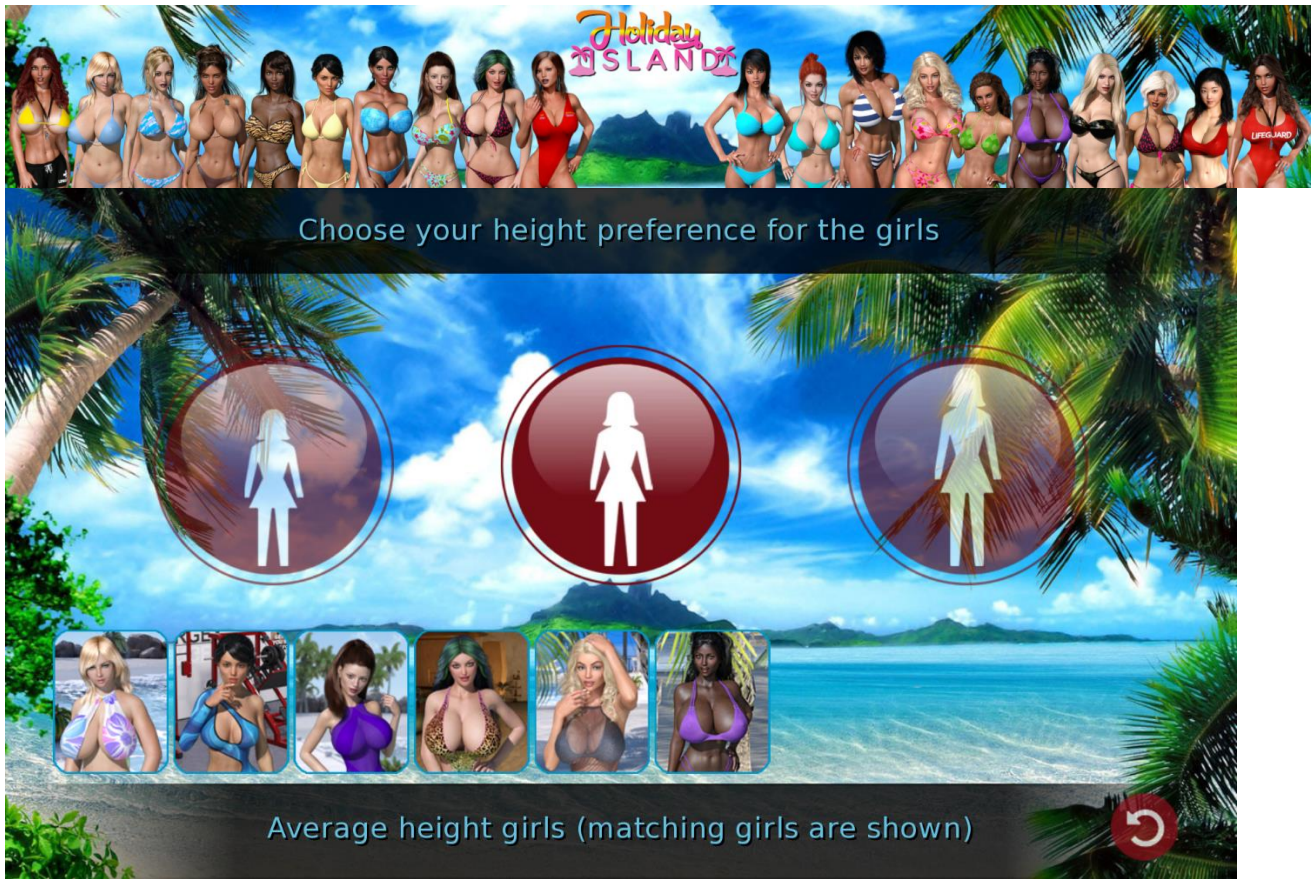 Holiday
ISLAND
LIFEGUARD
Choose your height preference for the girls
Average height girls (matching girls are shown)